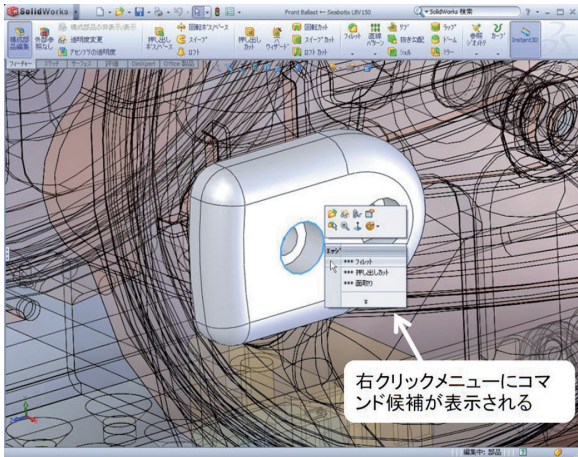 SolidWorks
Front Ballast ー Seabotix LBV150
SolidWorks 検索
構成部品編集
外部参照なし
構成部品の非表示/表示
透明度変更
アセンブリの透明度
押し出しボス/ベース
回転ボス/ベース
スイープ
ロフト
押し出しカット
穴ウィザード
回転カット
スイープ カット
ロフト カット
フィレット
直線パターン
リブ
抜き勾配
シェル
ラップ
ドーム
ミラー
参照ジオメトリ
カーブ
Instant3D
フィーチャー
スケッチ
サーフェス
評価
DimXpert
Office 製品
エッジ
*** フィレット
*** 押し出しカット
*** 面取り
右クリックメニューにコマ
ンド候補が表示される
編集中: 部品